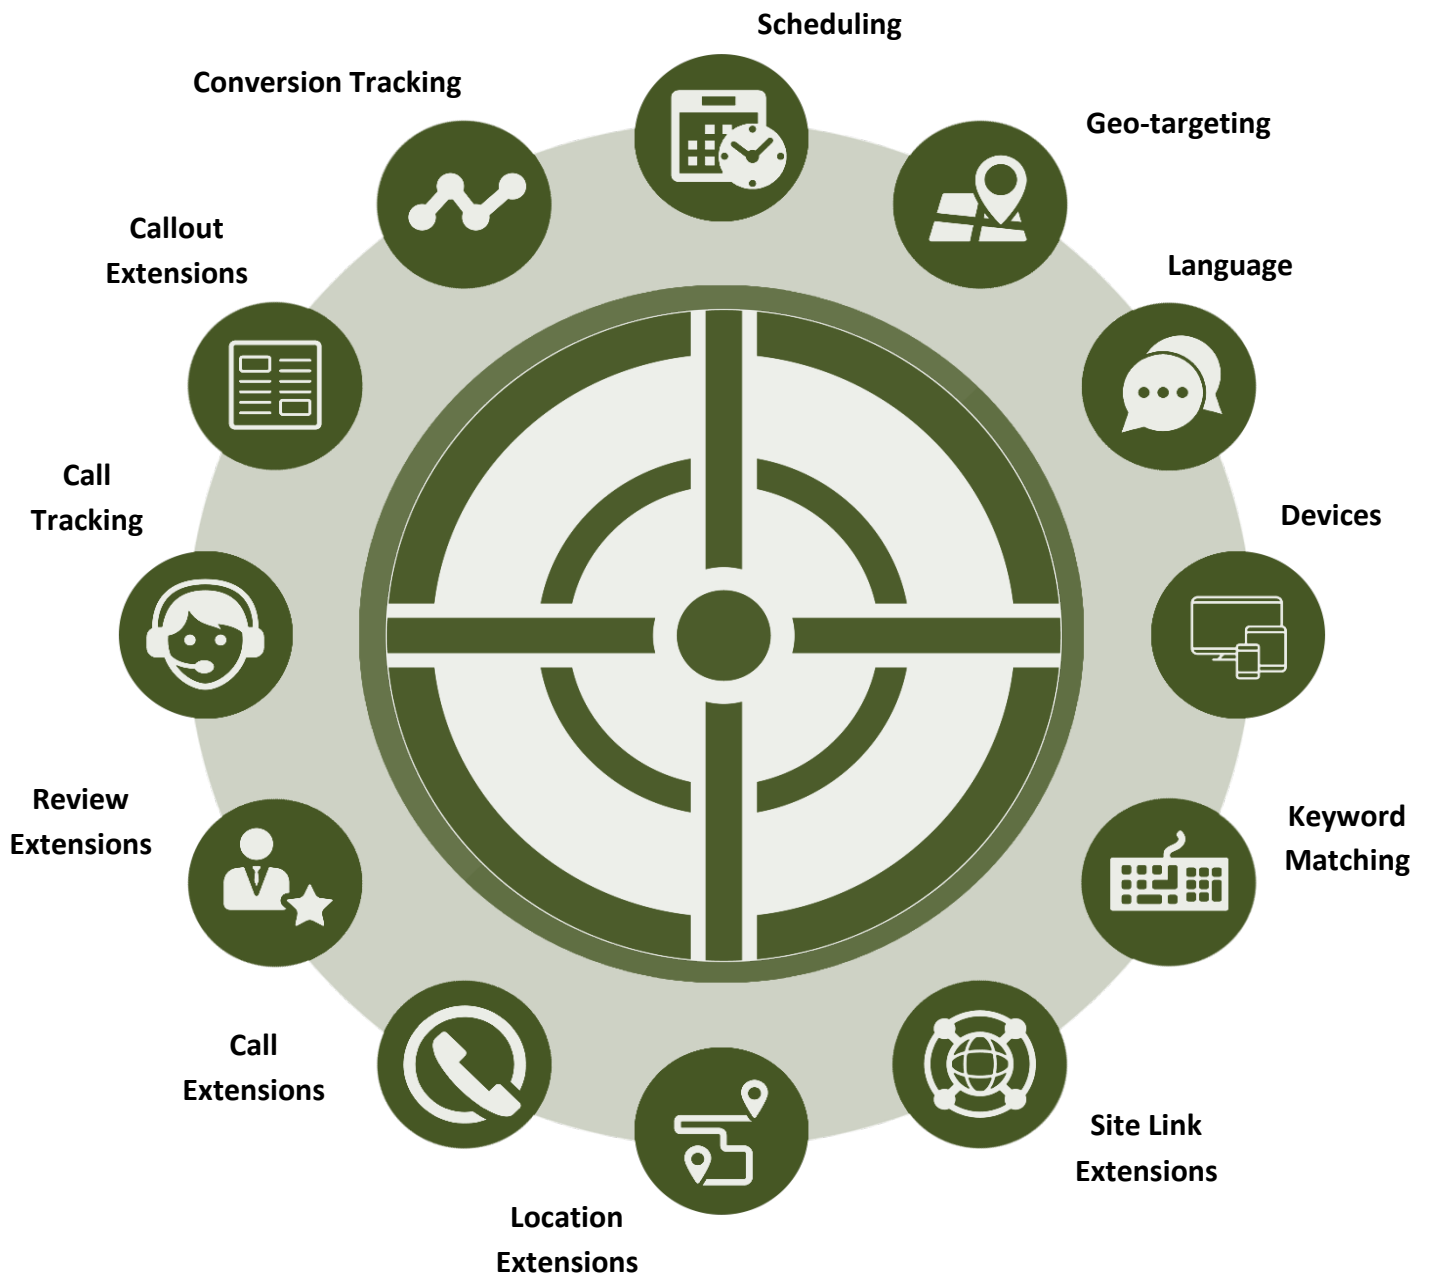 Scheduling
Conversion Tracking
Geo-targeting
Callout
Extensions
Language
Call
Tracking
Devices
Review
Extensions
Keyword
Matching
Call
Extensions
Site Link
Extensions
Location
Extensions